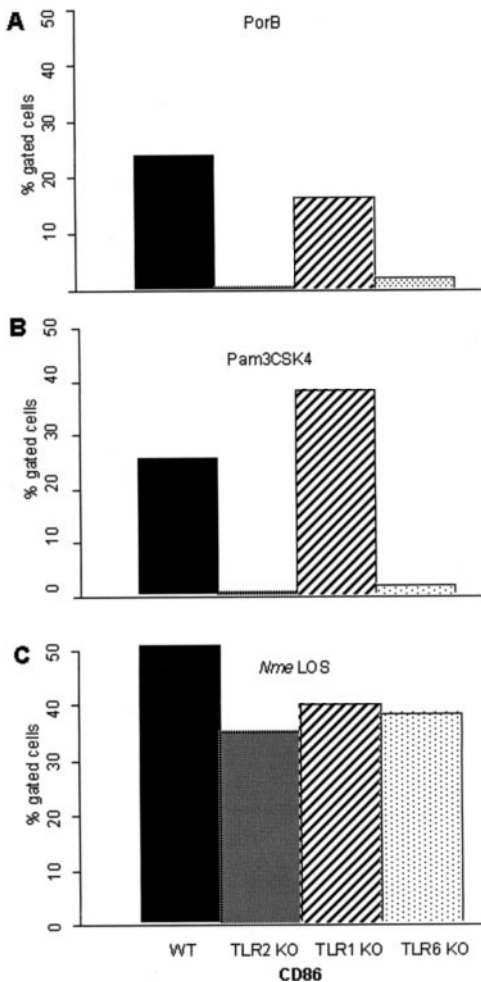 A
PorB
50
40
30
20
10
% gated cells
B
Pam3CSK4
50
40
30
20
10
0
% gated cells
C
Nme LOS
50
40
30
20
10
0
% gated cells
WT TLR2 KO TLR1 KO TLR6 KO
CD86